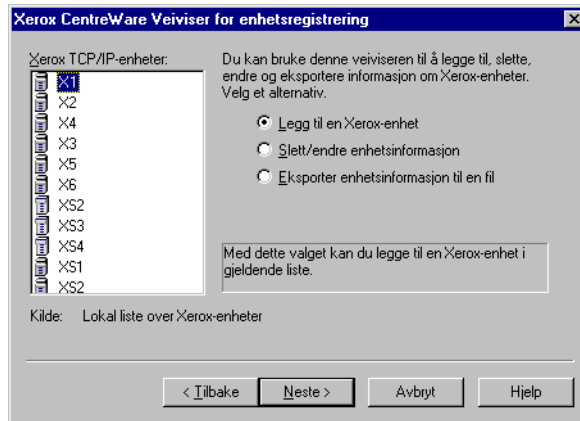 Xerox CentreWare Veiviser for enhetsregistrering
Xerox TCP/IP-enheter:
X1
X2
X4
X3
X5
X6
XS2
XS3
XS4
XS1
XS2
Du kan bruke denne veiviseren til å legge til, slette,
endre og eksportere informasjon om Xerox-enheter.
Velg et alternativ.
Legg til en Xerox-enhet
Slett/endre enhetsinformasjon
Eksporter enhetsinformasjon til en fil
Med dette valget kan du legge til en Xerox-enhet i
gjeldende liste.
Kilde: Lokal liste over Xerox-enheter
< Tilbake
Neste >
Avbryt
Hjelp